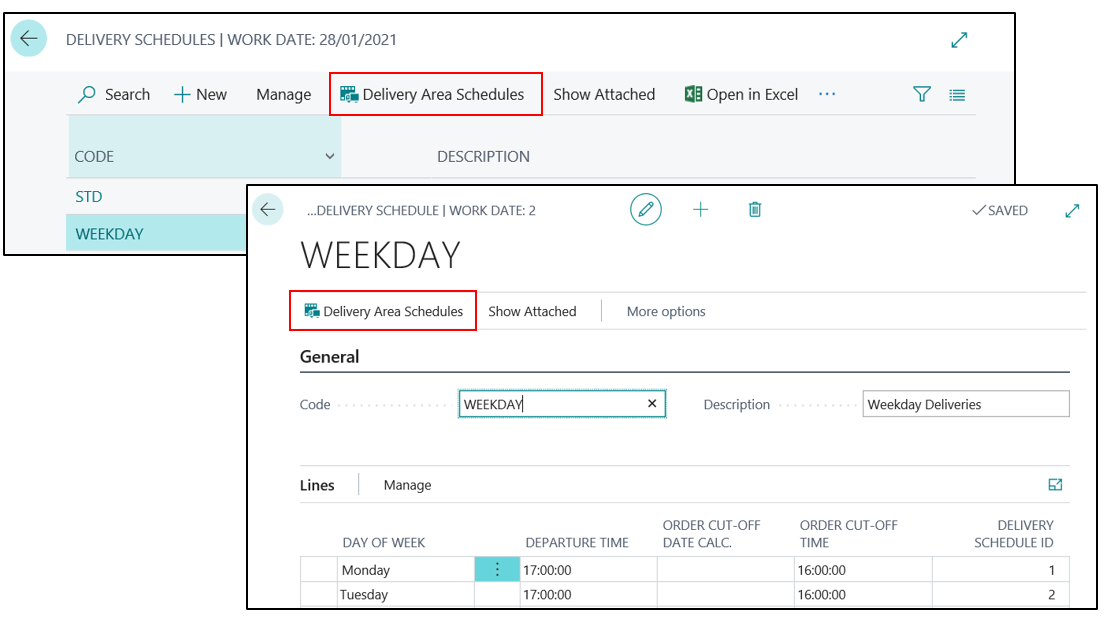 DELIVERY SCHEDULES | WORK DATE: 28/01/2021
Search New Manage Delivery Area Schedules Show Attached Open in Excel ...
CODE DESCRIPTION
STD
WEEKDAY
...DELIVERY SCHEDULE | WORK DATE: 2 SAVED
WEEKDAY
Delivery Area Schedules Show Attached More options
General
Code WEEKDAY Description Weekday Deliveries
Lines Manage
ORDER CUT-OFF ORDER CUT-OFF DELIVERY
DAY OF WEEK DEPARTURE TIME DATE CALC. TIME SCHEDULE ID
Monday 17:00:00 16:00:00 1
Tuesday 17:00:00 16:00:00 2